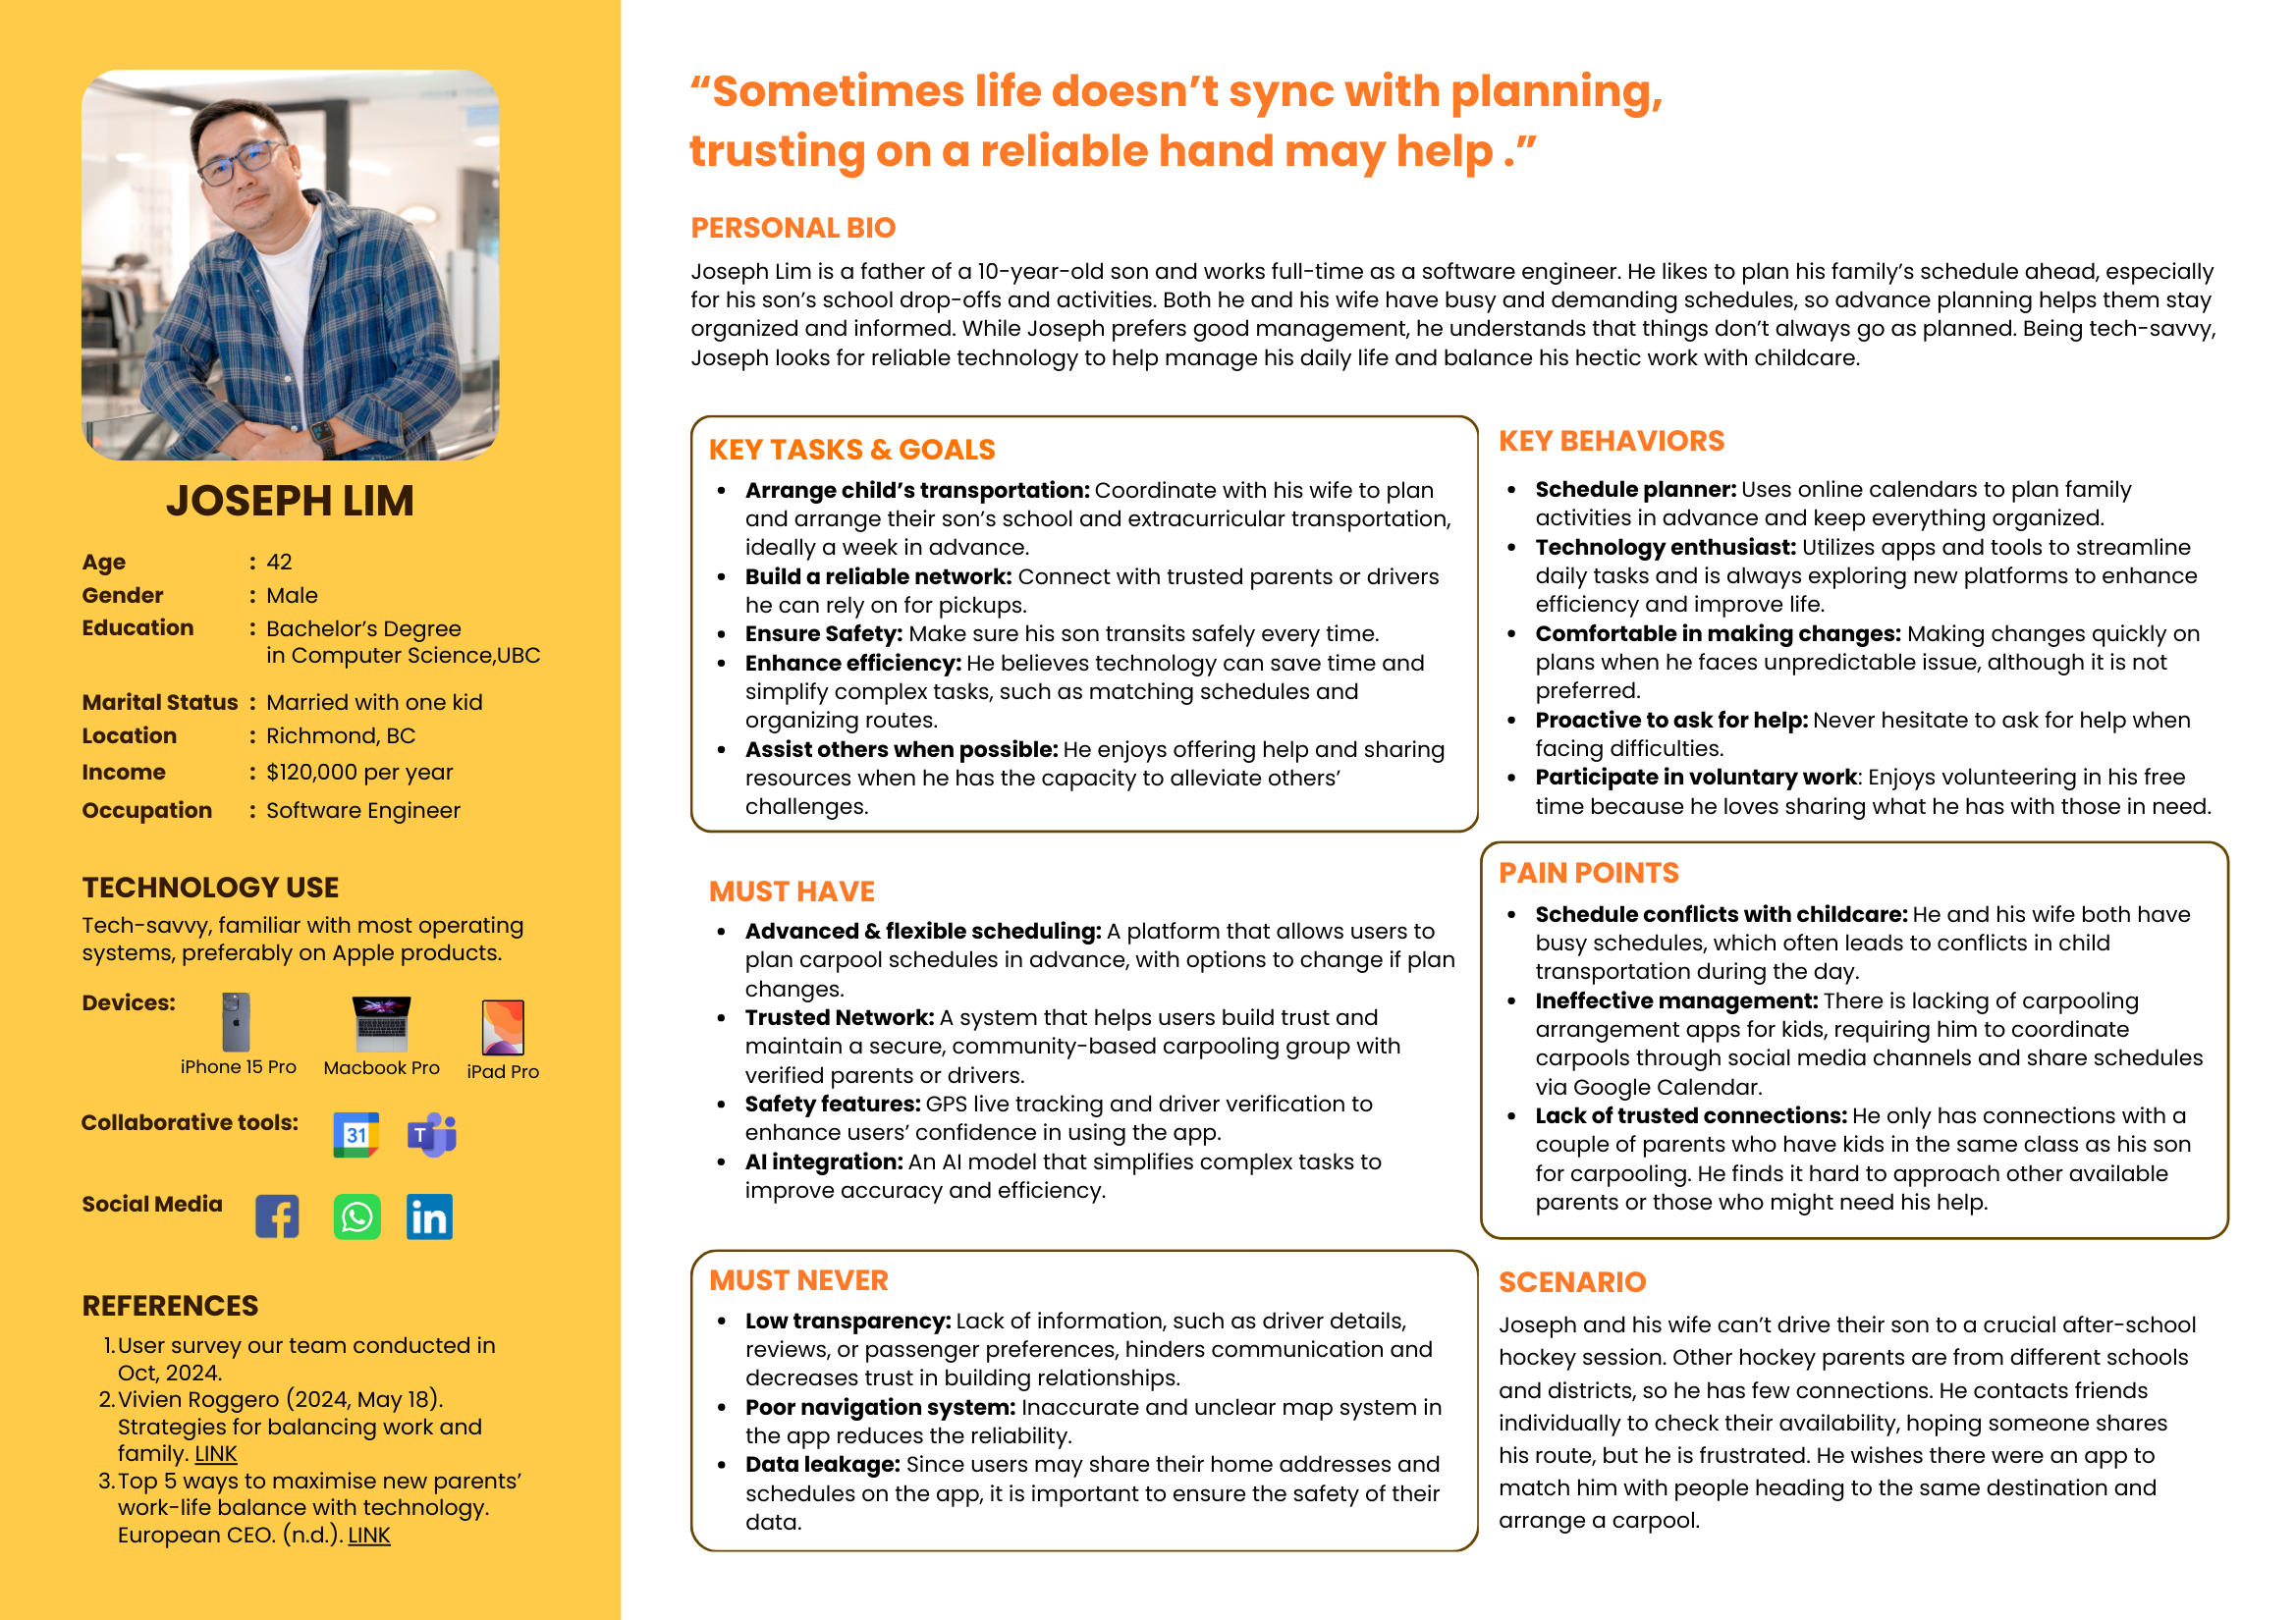 JOSEPH LIM
Age : 42
Gender : Male
Education : Bachelor’s Degree
in Computer Science,UBC
Marital Status : Married with one kid
Location : Richmond, BC
Income : $120,000 per year
Occupation : Software Engineer
TECHNOLOGY USE
Tech-savvy, familiar with most operating
systems, preferably on Apple products.
Devices:
iPhone 15 Pro Macbook Pro iPad Pro
Collaborative tools:
31 T
Social Media
f in
REFERENCES
1. User survey our team conducted in
Oct, 2024.
2. Vivien Roggero (2024, May 18).
Strategies for balancing work and
family. LINK
3. Top 5 ways to maximise new parents’
work-life balance with technology.
European CEO. (n.d.). LINK
“Sometimes life doesn’t sync with planning,
trusting on a reliable hand may help .”
PERSONAL BIO
Joseph Lim is a father of a 10-year-old son and works full-time as a software engineer. He likes to plan his family’s schedule ahead, especially
for his son’s school drop-offs and activities. Both he and his wife have busy and demanding schedules, so advance planning helps them stay
organized and informed. While Joseph prefers good management, he understands that things don’t always go as planned. Being tech-savvy,
Joseph looks for reliable technology to help manage his daily life and balance his hectic work with childcare.
KEY TASKS & GOALS
• Arrange child’s transportation: Coordinate with his wife to plan
and arrange their son’s school and extracurricular transportation,
ideally a week in advance.
• Build a reliable network: Connect with trusted parents or drivers
he can rely on for pickups.
• Ensure Safety: Make sure his son transits safely every time.
• Enhance efficiency: He believes technology can save time and
simplify complex tasks, such as matching schedules and
organizing routes.
• Assist others when possible: He enjoys offering help and sharing
resources when he has the capacity to alleviate others’
challenges.
KEY BEHAVIORS
• Schedule planner: Uses online calendars to plan family
activities in advance and keep everything organized.
• Technology enthusiast: Utilizes apps and tools to streamline
daily tasks and is always exploring new platforms to enhance
efficiency and improve life.
• Comfortable in making changes: Making changes quickly on
plans when he faces unpredictable issue, although it is not
preferred.
• Proactive to ask for help: Never hesitate to ask for help when
facing difficulties.
• Participate in voluntary work: Enjoys volunteering in his free
time because he loves sharing what he has with those in need.
MUST HAVE
• Advanced & flexible scheduling: A platform that allows users to
plan carpool schedules in advance, with options to change if plan
changes.
• Trusted Network: A system that helps users build trust and
maintain a secure, community-based carpooling group with
verified parents or drivers.
• Safety features: GPS live tracking and driver verification to
enhance users’ confidence in using the app.
• AI integration: An AI model that simplifies complex tasks to
improve accuracy and efficiency.
PAIN POINTS
• Schedule conflicts with childcare: He and his wife both have
busy schedules, which often leads to conflicts in child
transportation during the day.
• Ineffective management: There is lacking of carpooling
arrangement apps for kids, requiring him to coordinate
carpools through social media channels and share schedules
via Google Calendar.
• Lack of trusted connections: He only has connections with a
couple of parents who have kids in the same class as his son
for carpooling. He finds it hard to approach other available
parents or those who might need his help.
MUST NEVER
• Low transparency: Lack of information, such as driver details,
reviews, or passenger preferences, hinders communication and
decreases trust in building relationships.
• Poor navigation system: Inaccurate and unclear map system in
the app reduces the reliability.
• Data leakage: Since users may share their home addresses and
schedules on the app, it is important to ensure the safety of their
data.
SCENARIO
Joseph and his wife can’t drive their son to a crucial after-school
hockey session. Other hockey parents are from different schools
and districts, so he has few connections. He contacts friends
individually to check their availability, hoping someone shares
his route, but he is frustrated. He wishes there were an app to
match him with people heading to the same destination and
arrange a carpool.